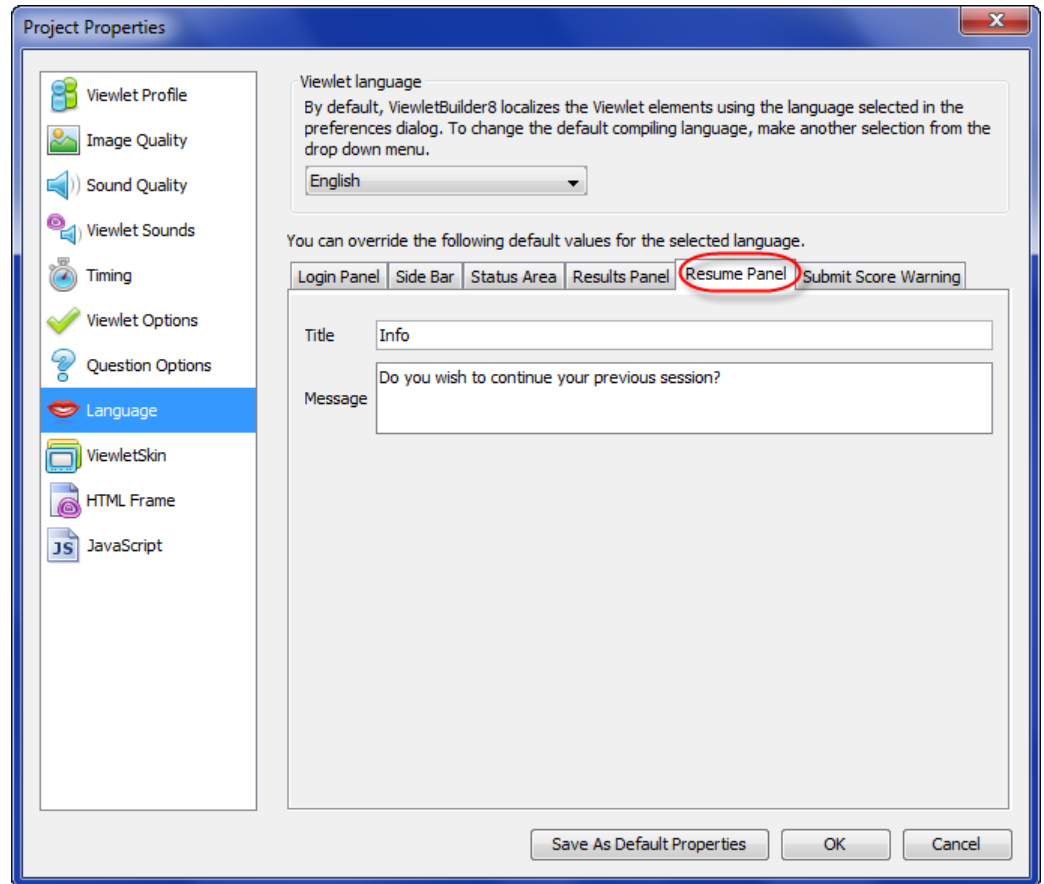 Project Properties
Viewlet Profile
Image Quality
Sound Quality
Viewlet Sounds
Timing
Viewlet Options
Question Options
Language
ViewletSkin
HTML Frame
JS JavaScript
Viewlet language
By default, ViewletBuilder8 localizes the Viewlet elements using the language selected in the
preferences dialog. To change the default compiling language, make another selection from the
drop down menu.
English
You can override the following default values for the selected language.
Login Panel Side Bar Status Area Results Panel Resume Panel Submit Score Warning
Title Info
Message Do you wish to continue your previous session?
Save As Default Properties OK Cancel